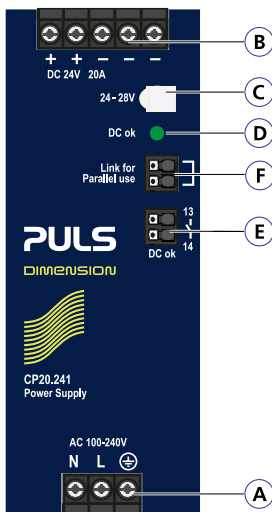 B
+ + – – –
DC 24V 20A
24–28V
C
DC ok
D
Link for
Parallel use
F
13
14
E
DC ok
PULS
DIMENSION
CP20.241
Power Supply
AC 100-240V
N L
A